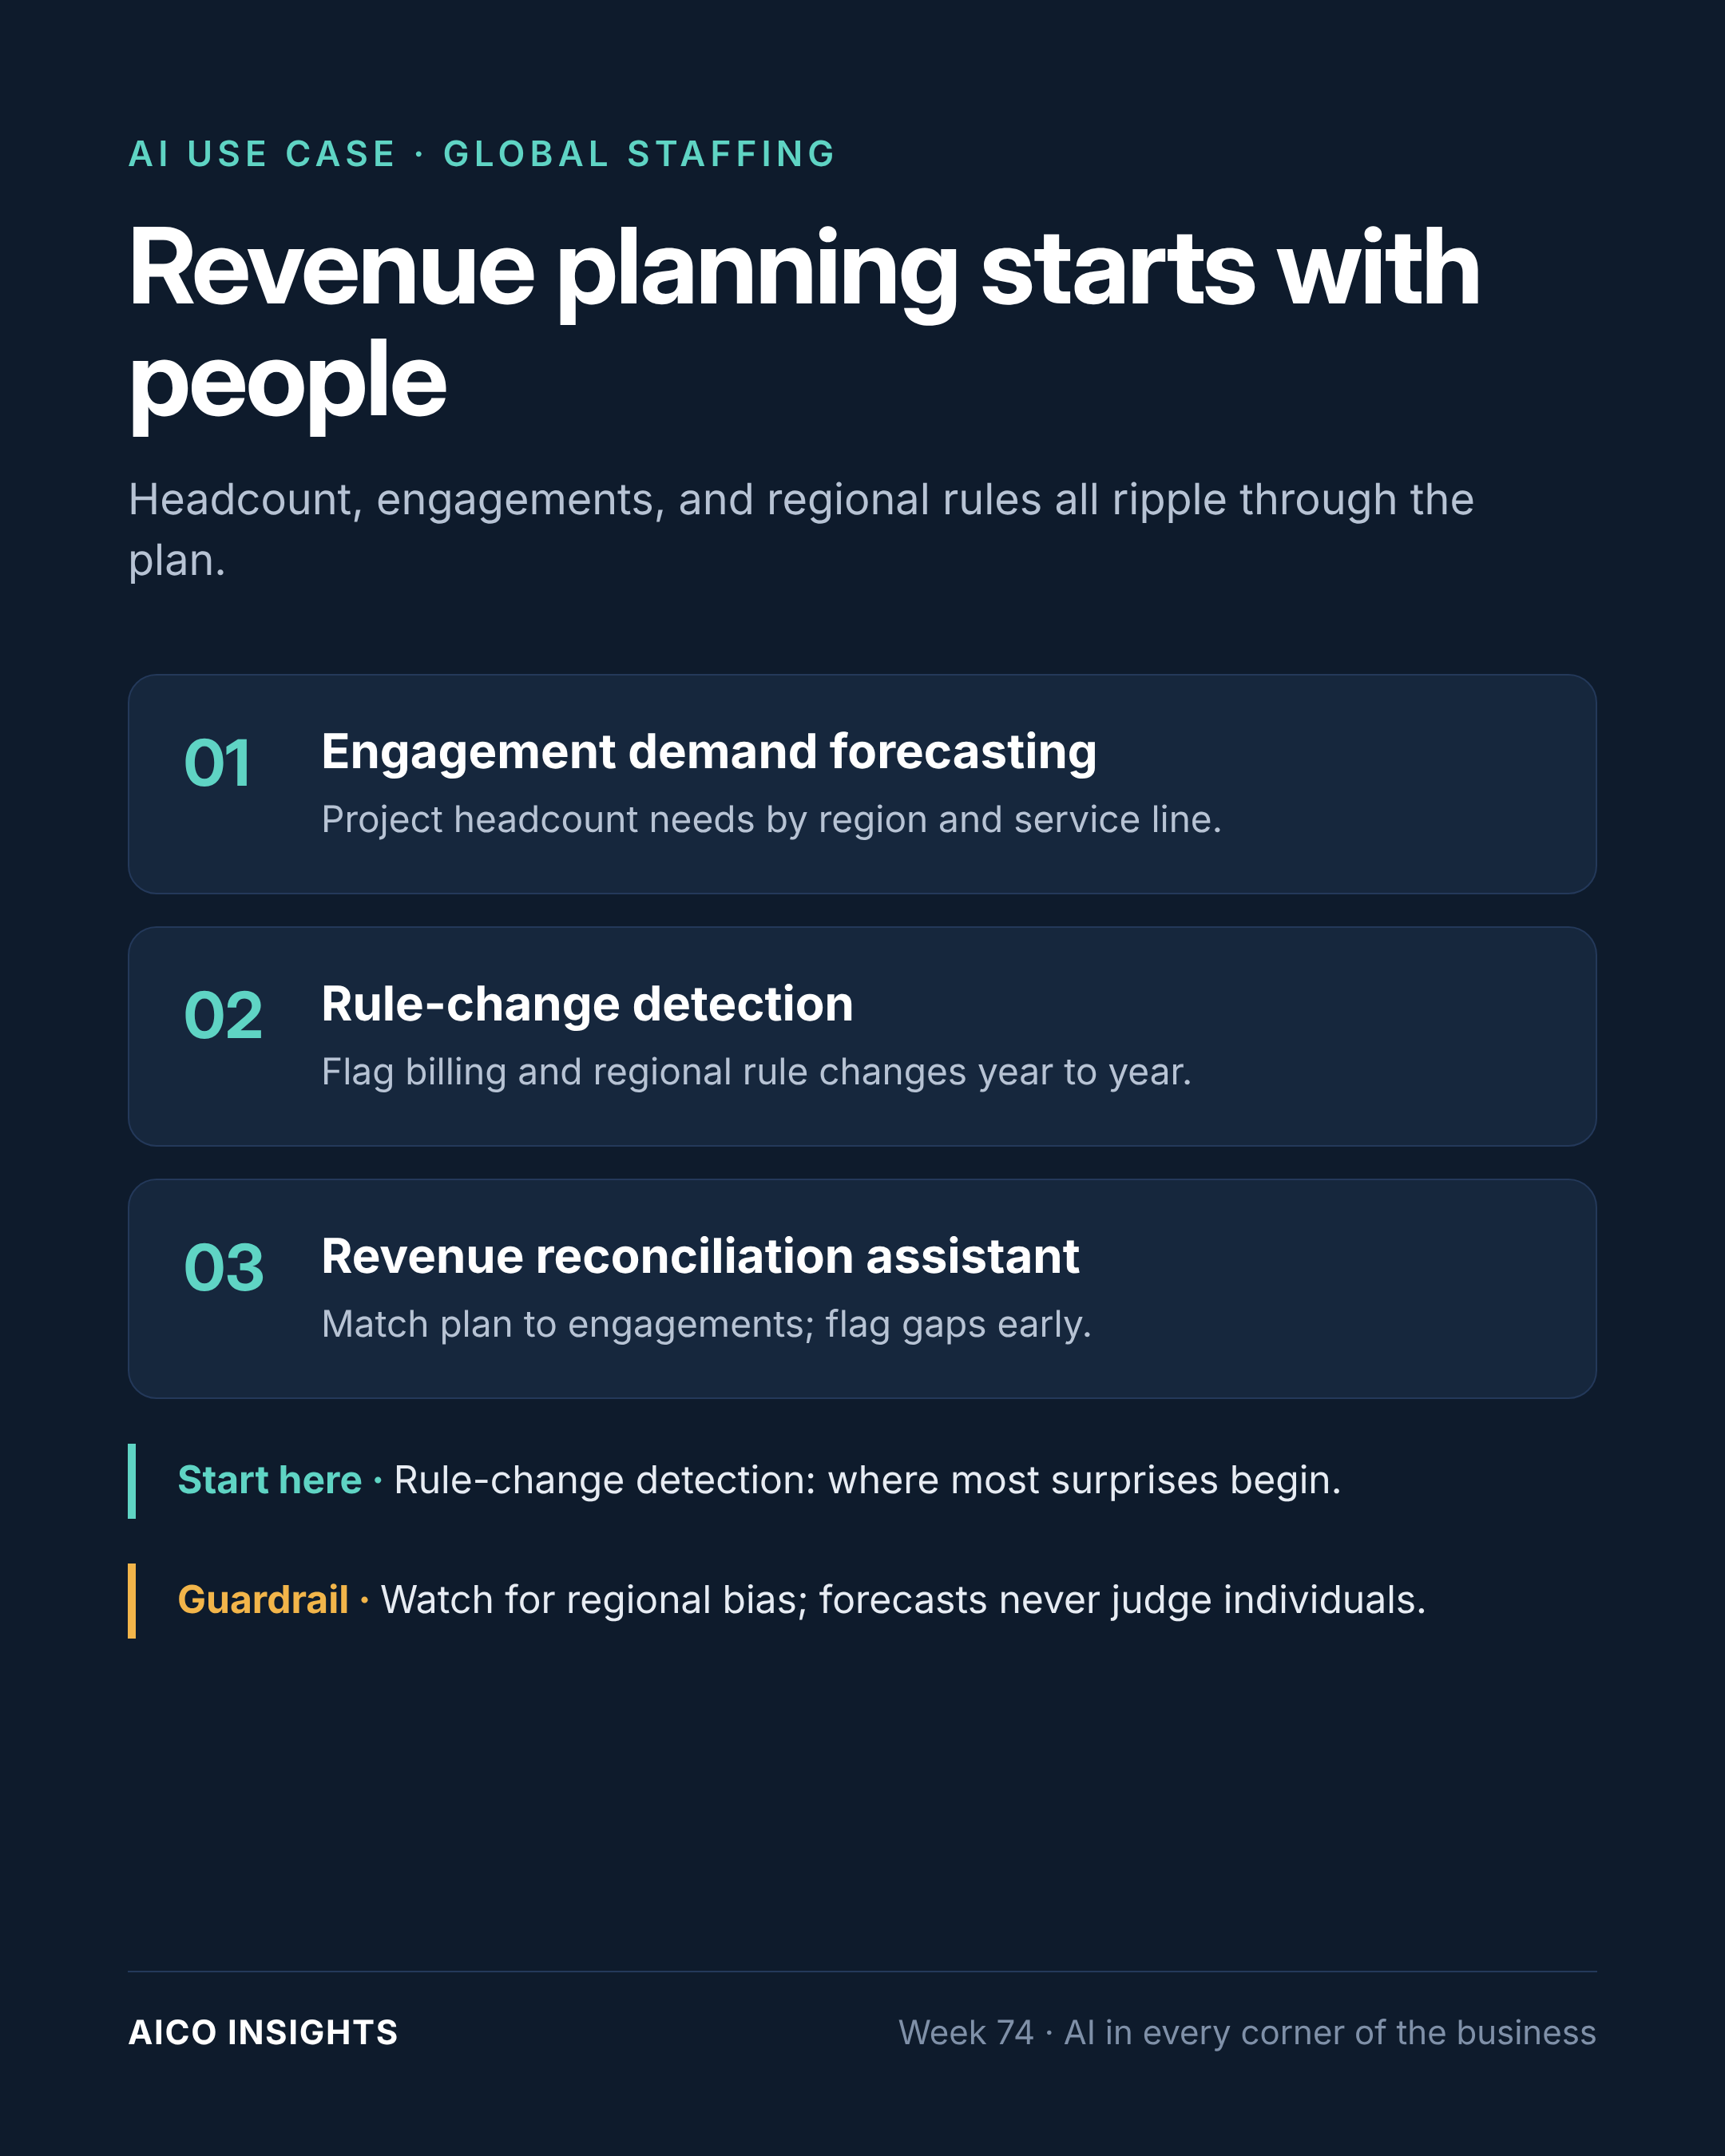 AI USE CASE · GLOBAL STAFFING
Revenue planning starts with
people
Headcount, engagements, and regional rules all ripple through the
plan.
01
Engagement demand forecasting
Project headcount needs by region and service line.
02
Rule-change detection
Flag billing and regional rule changes year to year.
03
Revenue reconciliation assistant
Match plan to engagements; flag gaps early.
Start here · Rule-change detection: where most surprises begin.
Guardrail · Watch for regional bias; forecasts never judge individuals.
AICO INSIGHTS
Week 74 · AI in every corner of the business